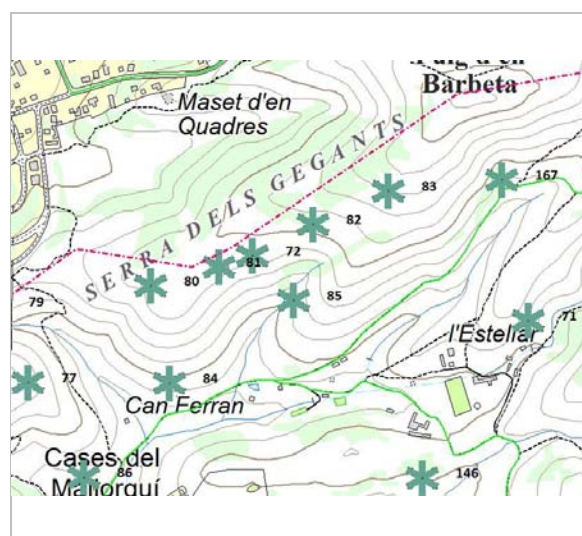 Barbeta
Maset d'en
Quadres
SERRA DELS GEGANTS
167
83
82
72
81
80
85
79
71
l'Estellar
77
84
Can Ferran
Cases del
Mallorquí
86
146